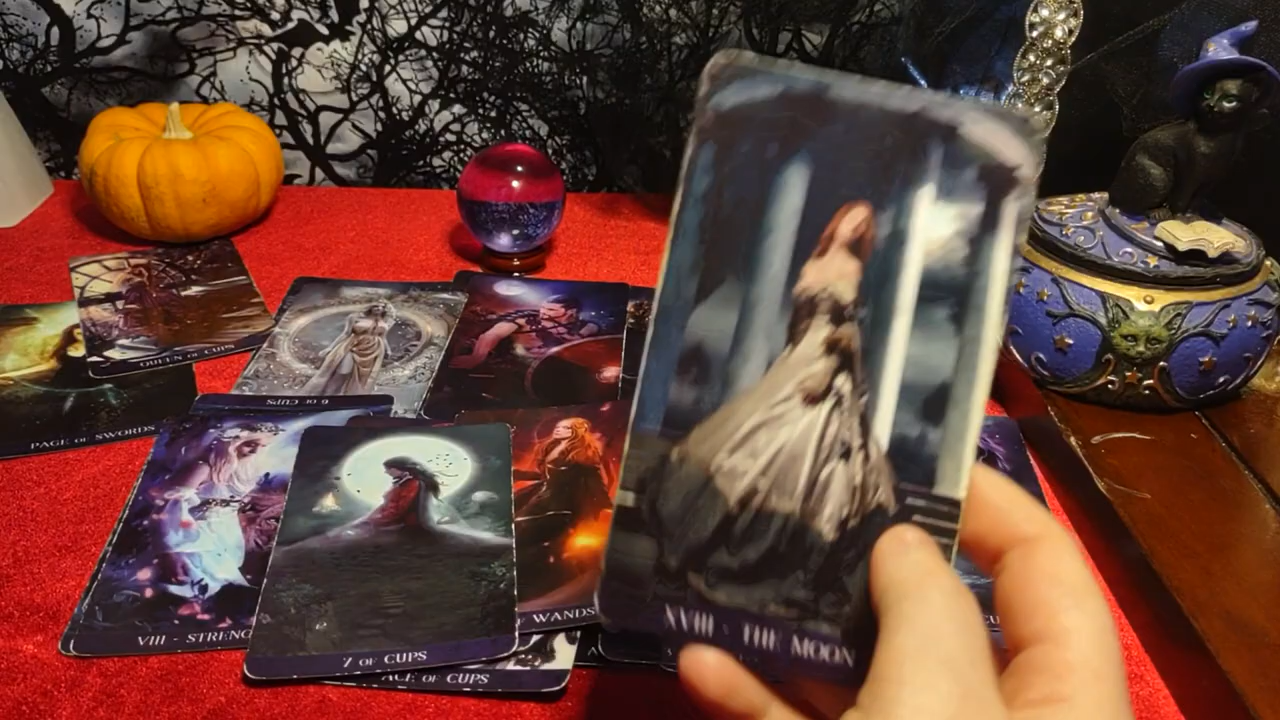 QUEEN OF CUPS
PAGE OF SWORDS
6 OF CUPS
VIII - STRENG
7 OF CUPS
ACE OF CUPS
WANDS
XVIII - THE MOON